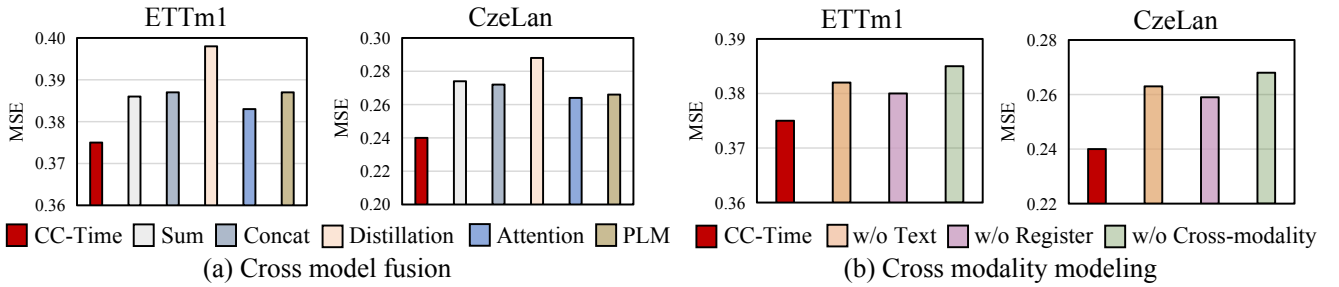 ETTm1
CzeLan
ETTm1
CzeLan
MSE
0.40
0.39
0.38
0.37
0.36
MSE
0.30
0.28
0.26
0.24
0.22
0.20
MSE
0.39
0.38
0.37
0.36
MSE
0.28
0.26
0.24
0.22
CC-Time Sum Concat Distillation Attention PLM
CC-Time w/o Text w/o Register w/o Cross-modality
(a) Cross model fusion
(b) Cross modality modeling